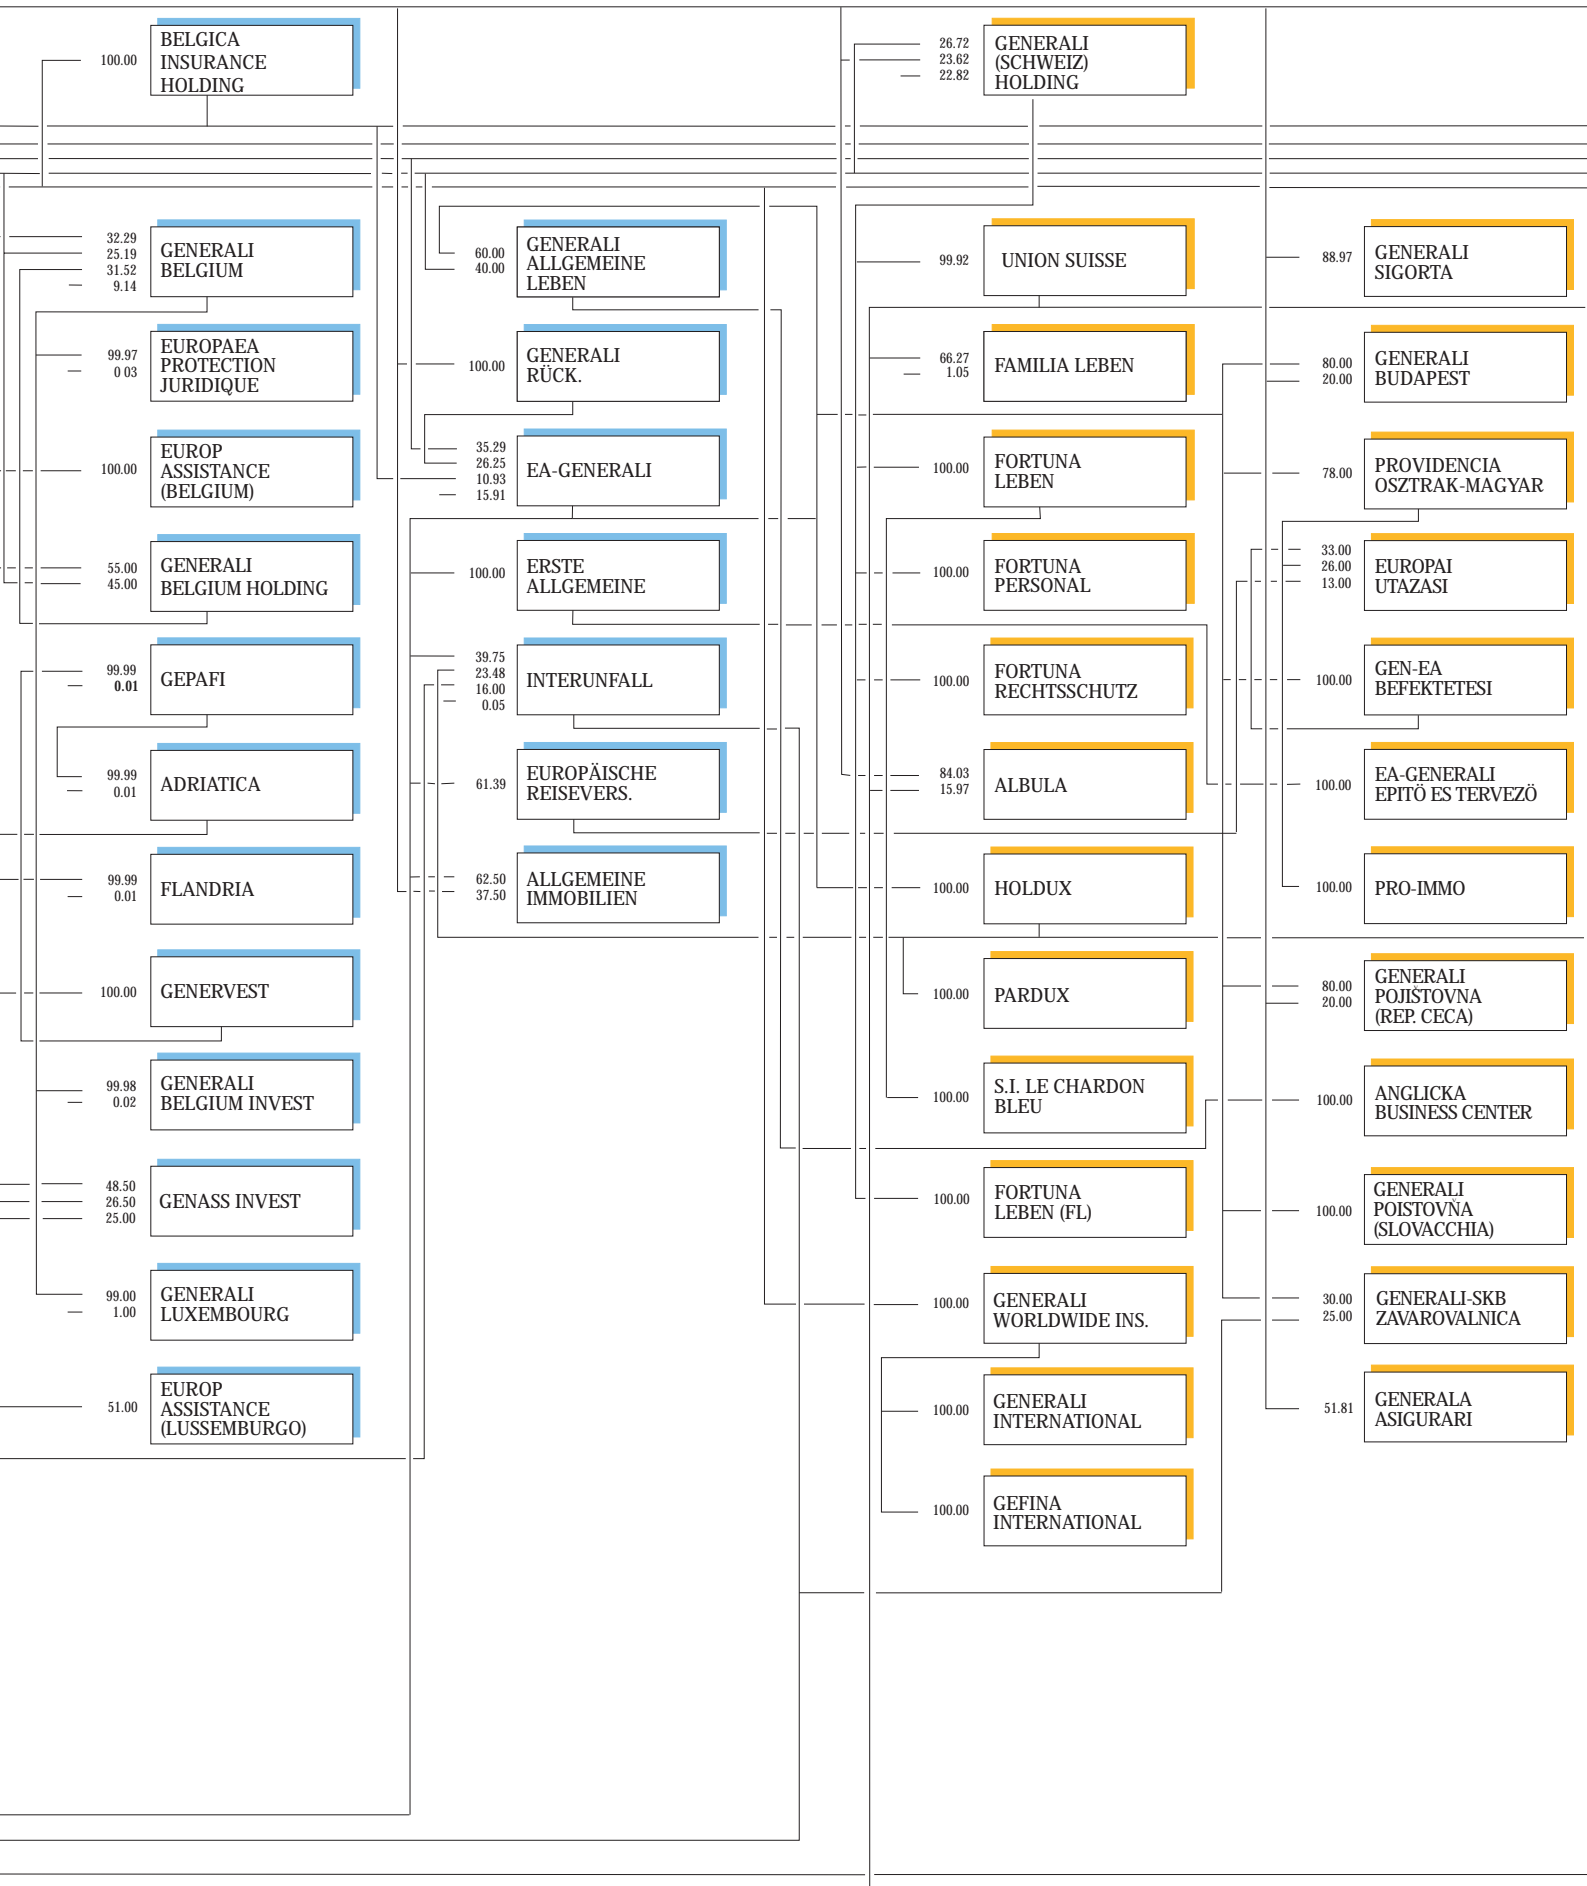 100.00
BELGICA
INSURANCE
HOLDING
32.29
25.19
31.52
9.14
GENERALI
BELGIUM
99.97
0 03
EUROPAEA
PROTECTION
JURIDIQUE
100.00
EUROP
ASSISTANCE
(BELGIUM)
55.00
45.00
GENERALI
BELGIUM HOLDING
99.99
0.01
GEPAFI
99.99
0.01
ADRIATICA
99.99
0.01
FLANDRIA
100.00
GENERVEST
99.98
0.02
GENERALI
BELGIUM INVEST
48.50
26.50
25.00
GENASS INVEST
99.00
1.00
GENERALI
LUXEMBOURG
51.00
EUROP
ASSISTANCE
(LUSSEMBURGO)
60.00
40.00
GENERALI
ALLGEMEINE
LEBEN
100.00
GENERALI
RÜCK.
35.29
26.25
10.93
15.91
EA-GENERALI
100.00
ERSTE
ALLGEMEINE
39.75
23.48
16.00
0.05
INTERUNFALL
61.39
EUROPÄISCHE
REISEVERS.
62.50
37.50
ALLGEMEINE
IMMOBILIEN
26.72
23.62
22.82
GENERALI
(SCHWEIZ)
HOLDING
99.92
UNION SUISSE
66.27
1.05
FAMILIA LEBEN
100.00
FORTUNA
LEBEN
100.00
FORTUNA
PERSONAL
100.00
FORTUNA
RECHTSSCHUTZ
84.03
15.97
ALBULA
100.00
HOLDUX
100.00
PARDUX
100.00
S.I. LE CHARDON
BLEU
100.00
FORTUNA
LEBEN (FL)
100.00
GENERALI
WORLDWIDE INS.
100.00
GENERALI
INTERNATIONAL
100.00
GEFINA
INTERNATIONAL
88.97
GENERALI
SIGORTA
80.00
20.00
GENERALI
BUDAPEST
78.00
PROVIDENCIA
OSZTRAK-MAGYAR
33.00
26.00
13.00
EUROPAI
UTAZASI
100.00
GEN-EA
BEFEKTETESI
100.00
EA-GENERALI
EPITÖ ES TERVEZÖ
100.00
PRO-IMMO
80.00
20.00
GENERALI
POJIŠTOVNA
(REP. CECA)
100.00
ANGLICKA
BUSINESS CENTER
100.00
GENERALI
POISTOVŇA
(SLOVACCHIA)
30.00
25.00
GENERALI-SKB
ZAVAROVALNICA
51.81
GENERALA
ASIGURARI